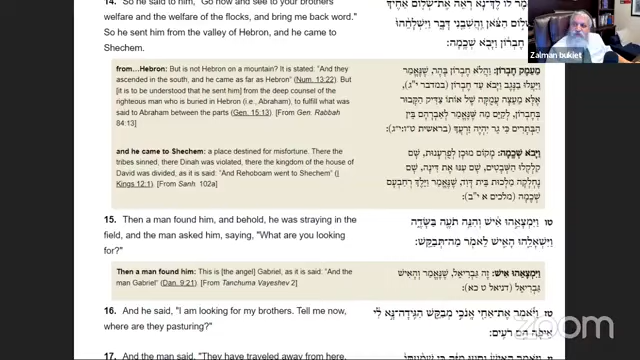 14. So he said to him, "Go now and see to your brothers'
welfare and the welfare of the flocks, and bring me back word."
So he sent him from the valley of Hebron, and he came to
Shechem.
from…Hebron: But is not Hebron on a mountain? It is stated: "And they
ascended in the south, and he came as far as Hebron" (Num. 13:22). But
[it is to be understood that he sent him] from the deep counsel of the
righteous man who is buried in Hebron (i.e., Abraham), to fulfill what was
said to Abraham between the parts (Gen. 15:13). [From Gen. Rabbah
84:13]
and he came to Shechem: a place destined for misfortune. There the
tribes sinned, there Dinah was violated, there the kingdom of the house of
David was divided, as it is said: "And Rehoboam went to Shechem" (I
Kings 12:1). [From Sanh. 102a]
15. Then a man found him, and behold, he was straying in the
field, and the man asked him, saying, "What are you looking
for?"
Then a man found him: This is [the angel] Gabriel, as it is said: "And the
man Gabriel" (Dan. 9:21). [From Tanchuma Vayeshev 2]
16. And he said, "I am looking for my brothers. Tell me now,
where are they pasturing?"
17. And the man said, "They have traveled away from here,
לו לֶךְ־נָא רְאֵה אֶת־שְׁלוֹם אַחֶיךָ
הַצֹּאן וַהֲשִׁבֵנִי דָּבָר וַיִּשְׁלָחֵהוּ
חֶבְרוֹן וַיָּבֹא שְׁכֶמָה:
מֵעֵמֶק חֶבְרוֹן: וַהֲלוֹא חֶבְרוֹן בָּהָר, שֶׁנֶּאֱמַר
וַיַּעֲלוּ בַנֶּגֶב וַיָּבֹא עַד חֶבְרוֹן (במדבר י"ג),
אֶלָּא מֵעֵצָה עֲמֻקָּה שֶׁל אוֹתוֹ צַדִּיק הַקָּבוּר
בְּחֶבְרוֹן, לְקַיֵּם מַה שֶּׁנֶּאֱמַר לְאַבְרָהָם בֵּין
הַבְּתָרִים כִּי גֵר יִהְיֶה זַרְעֲךָ (בראשית ט"ו:י"ג):
וַיָּבֹא שְׁכֶמָה: מָקוֹם מוּכָן לְפֻרְעָנוּת, שָׁם
קִלְקְלוּ הַשְּׁבָטִים, שָׁם עִנּוּ אֶת דִּינָה, שָׁם
נֶחְלְקָה מַלְכוּת בֵּית דָּוִד, שֶׁנֶּאֱמַר וַיֵּלֶךְ רְחַבְעָם
שְׁכֶמָה (מלכים א י"ב):
טו וַיִּמְצָאֵהוּ אִישׁ וְהִנֵּה תֹעֶה בַּשָּׂדֶה
וַיִּשְׁאָלֵהוּ הָאִישׁ לֵאמֹר מַה־תְּבַקֵּשׁ:
וַיִּמְצָאֵהוּ אִישׁ: זֶה גַּבְרִיאֵל, שֶׁנֶּאֱמַר וְהָאִישׁ
גַּבְרִיאֵל (דניאל ט כא):
טז וַיֹּאמֶר אֶת־אַחַי אָנֹכִי מְבַקֵּשׁ הַגִּידָה־נָּא לִי
אֵיפֹה הֵם רֹעִים:
Zalman bukiet
zoom